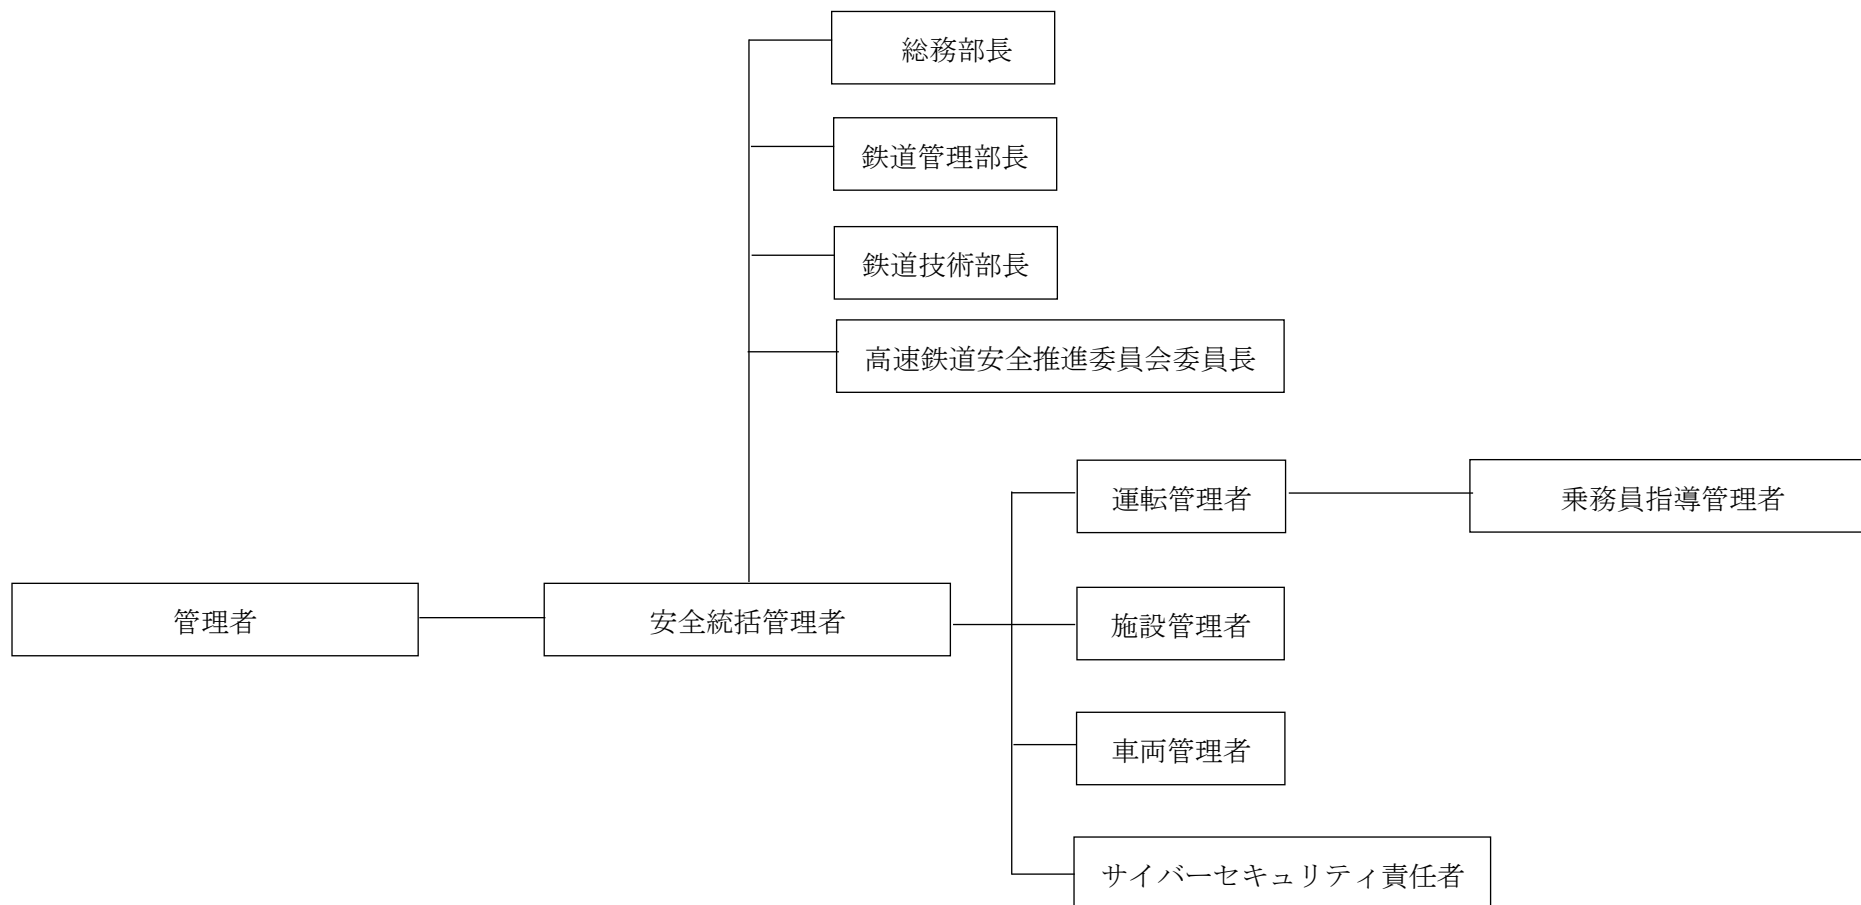 総務部長
鉄道管理部長
鉄道技術部長
高速鉄道安全推進委員会委員長
運転管理者
乗務員指導管理者
管理者
安全統括管理者
施設管理者
車両管理者
サイバーセキュリティ責任者